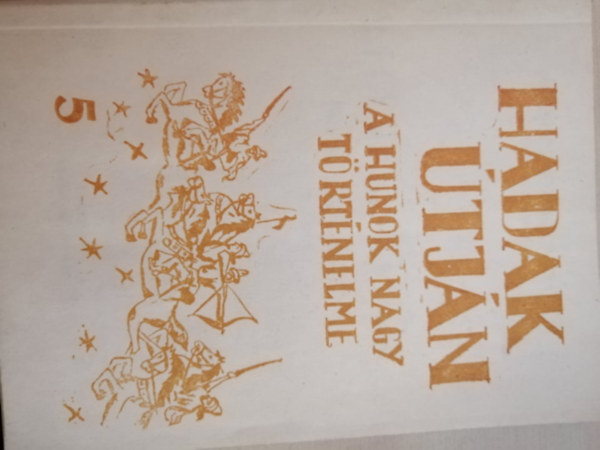 HADAK
ÚTJÁN
A HUNOK NAGY
TÖRTÉNELME
5